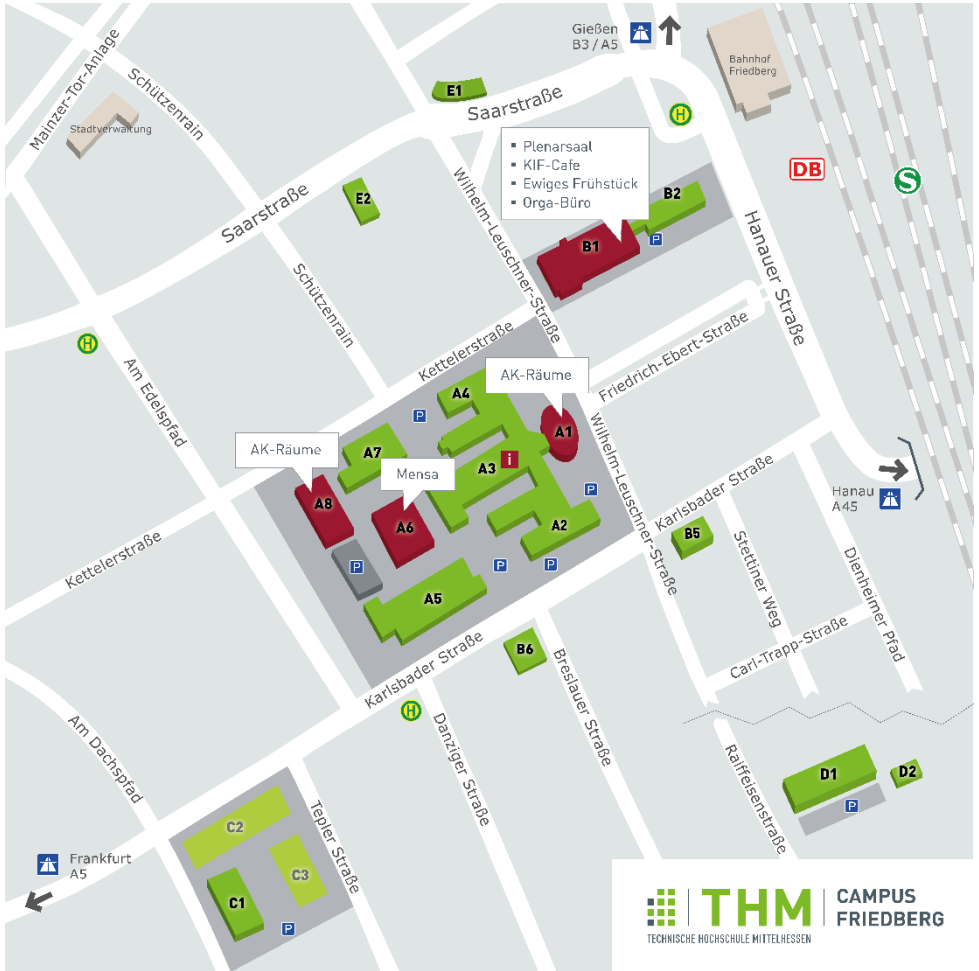 Gießen
B3 / A5
Bahnhof
Friedberg
Mainzer-Tor-Anlage
Schützenrain
Stadtverwaltung
E1
Saarstraße
H
DB
S
▪ Plenarsaal
▪ KIF-Cafe
▪ Ewiges Frühstück
▪ Orga-Büro
E2
Saarstraße
Wilhelm-Leuschner-Straße
B2
B1
P
Hanauer Straße
Schützenrain
H
Am Edelspfad
Kettelerstraße
Friedrich-Ebert-Straße
AK-Räume
A4
P
A1
AK-Räume
A7
A3
i
Mensa
Wilhelm-Leuschner-Straße
Karlsbader Straße
Hanau
A45
A8
A6
A2
P
B5
Kettelerstraße
P
P
P
A5
Stettiner Weg
Dienheimer Pfad
Karlsbader Straße
B6
Carl-Trapp-Straße
H
Breslauer Straße
Danziger Straße
Am Dachspfad
Raiffeisenstraße
D1
D2
P
Tepler Straße
C2
C3
C1
P
Frankfurt
A5
THM
CAMPUS
FRIEDBERG
TECHNISCHE HOCHSCHULE MITTELHESSEN